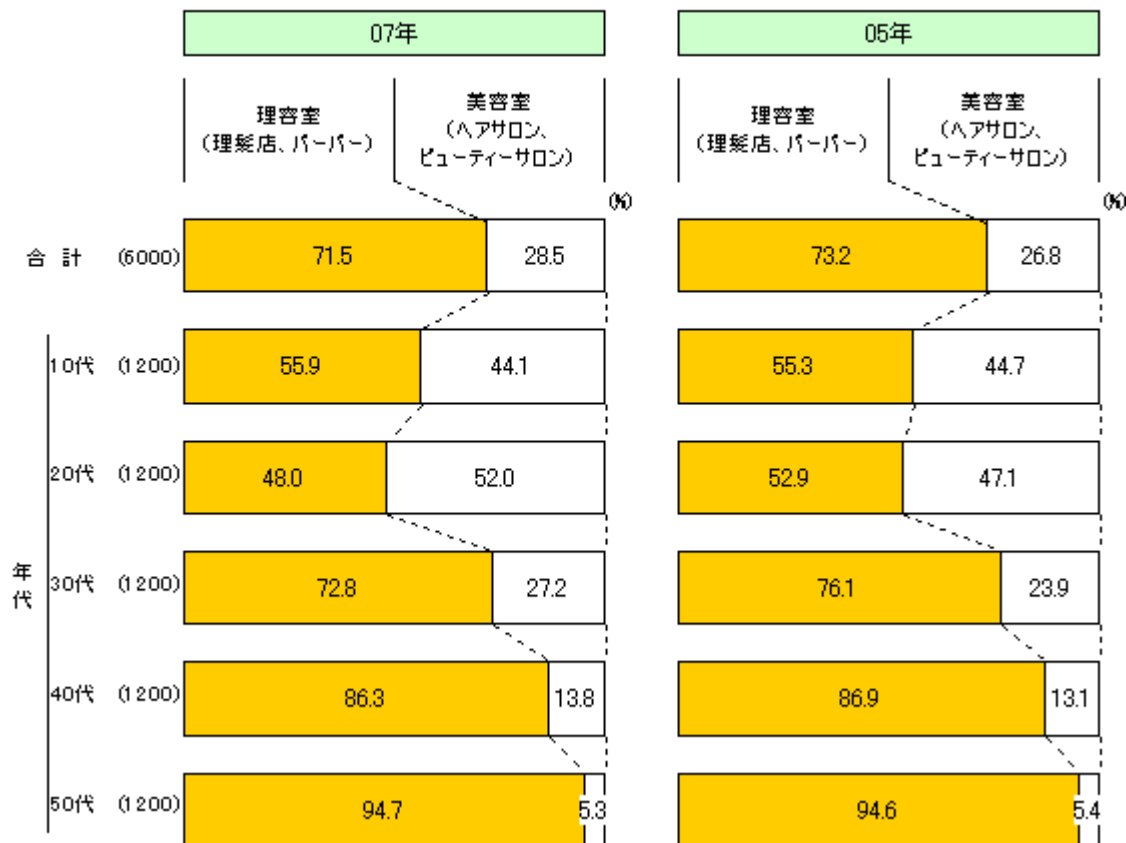 07年 05年
理容室
(理髪店、バーバー)
美容室
(ヘアサロン、
ビューティーサロン)
理容室
(理髪店、バーバー)
美容室
(ヘアサロン、
ビューティーサロン)
(%) (%)
合 計 (6000) 71.5 28.5 73.2 26.8
10代 (1200) 55.9 44.1 55.3 44.7
20代 (1200) 48.0 52.0 52.9 47.1
年代
30代 (1200) 72.8 27.2 76.1 23.9
40代 (1200) 86.3 13.8 86.9 13.1
50代 (1200) 94.7 5.3 94.6 5.4